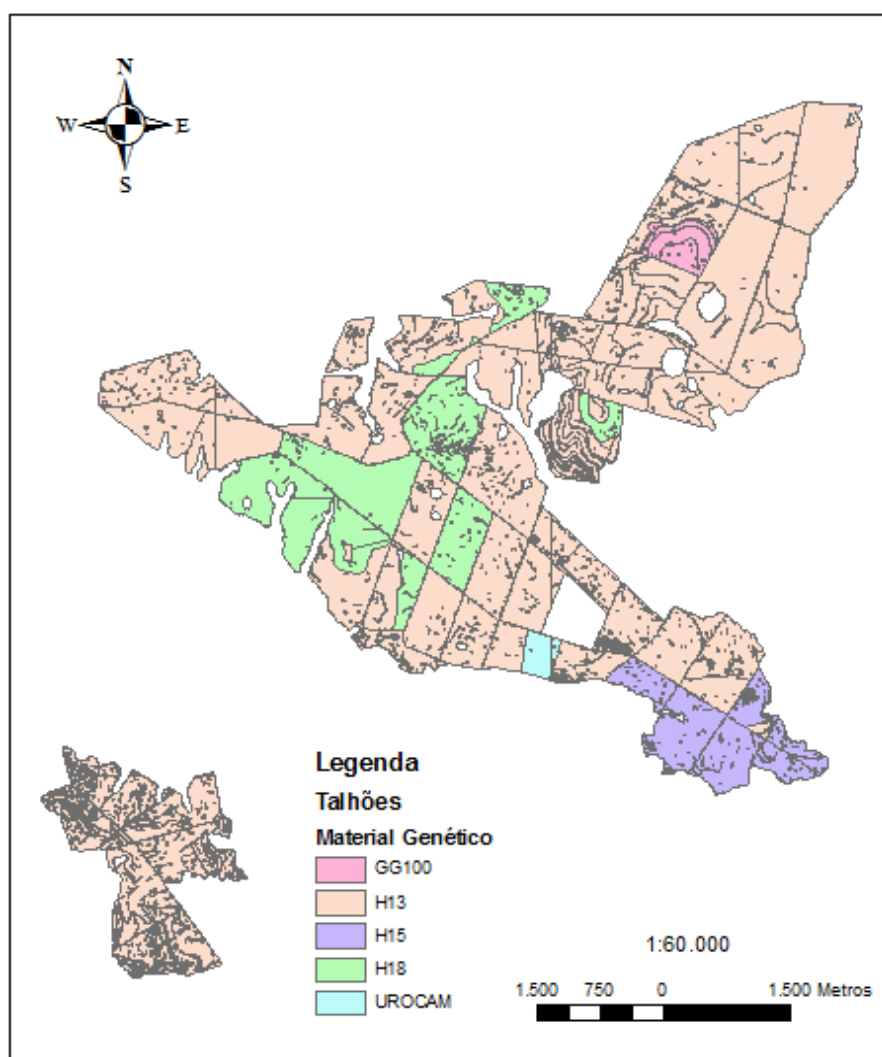 N
W E
S
Legenda
Talhões
Material Genético
GG100
H13
H15
H18
UROCAM
1:60.000
1.500 750 0 1.500 Metros